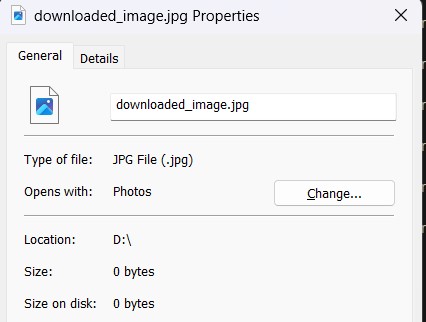 downloaded_image.jpg Properties
General
Details
downloaded_image.jpg
Type of file: JPG File (.jpg)
Opens with: Photos
Change...
Location: D:\
Size: 0 bytes
Size on disk: 0 bytes